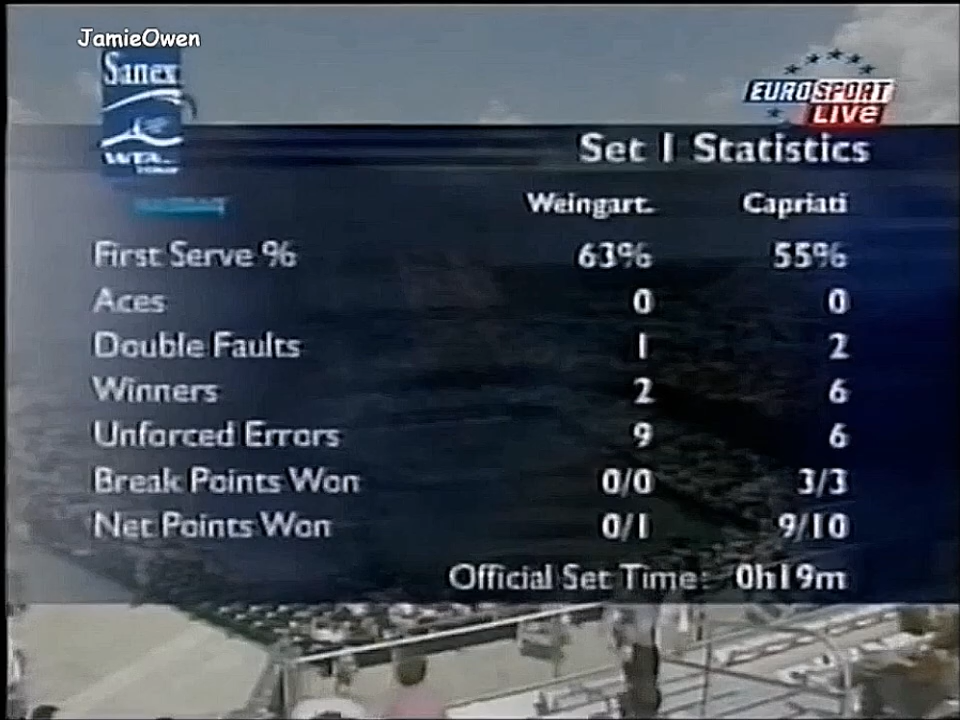 JamieOwen
Sanex
WTA
TOUR
EUROSPORT
LIVE
Set 1 Statistics
Weingart. Capriati
First Serve % 63% 55%
Aces 0 0
Double Faults 1 2
Winners 2 6
Unforced Errors 9 6
Break Points Won 0/0 3/3
Net Points Won 0/1 9/10
Official Set Time: 0h19m